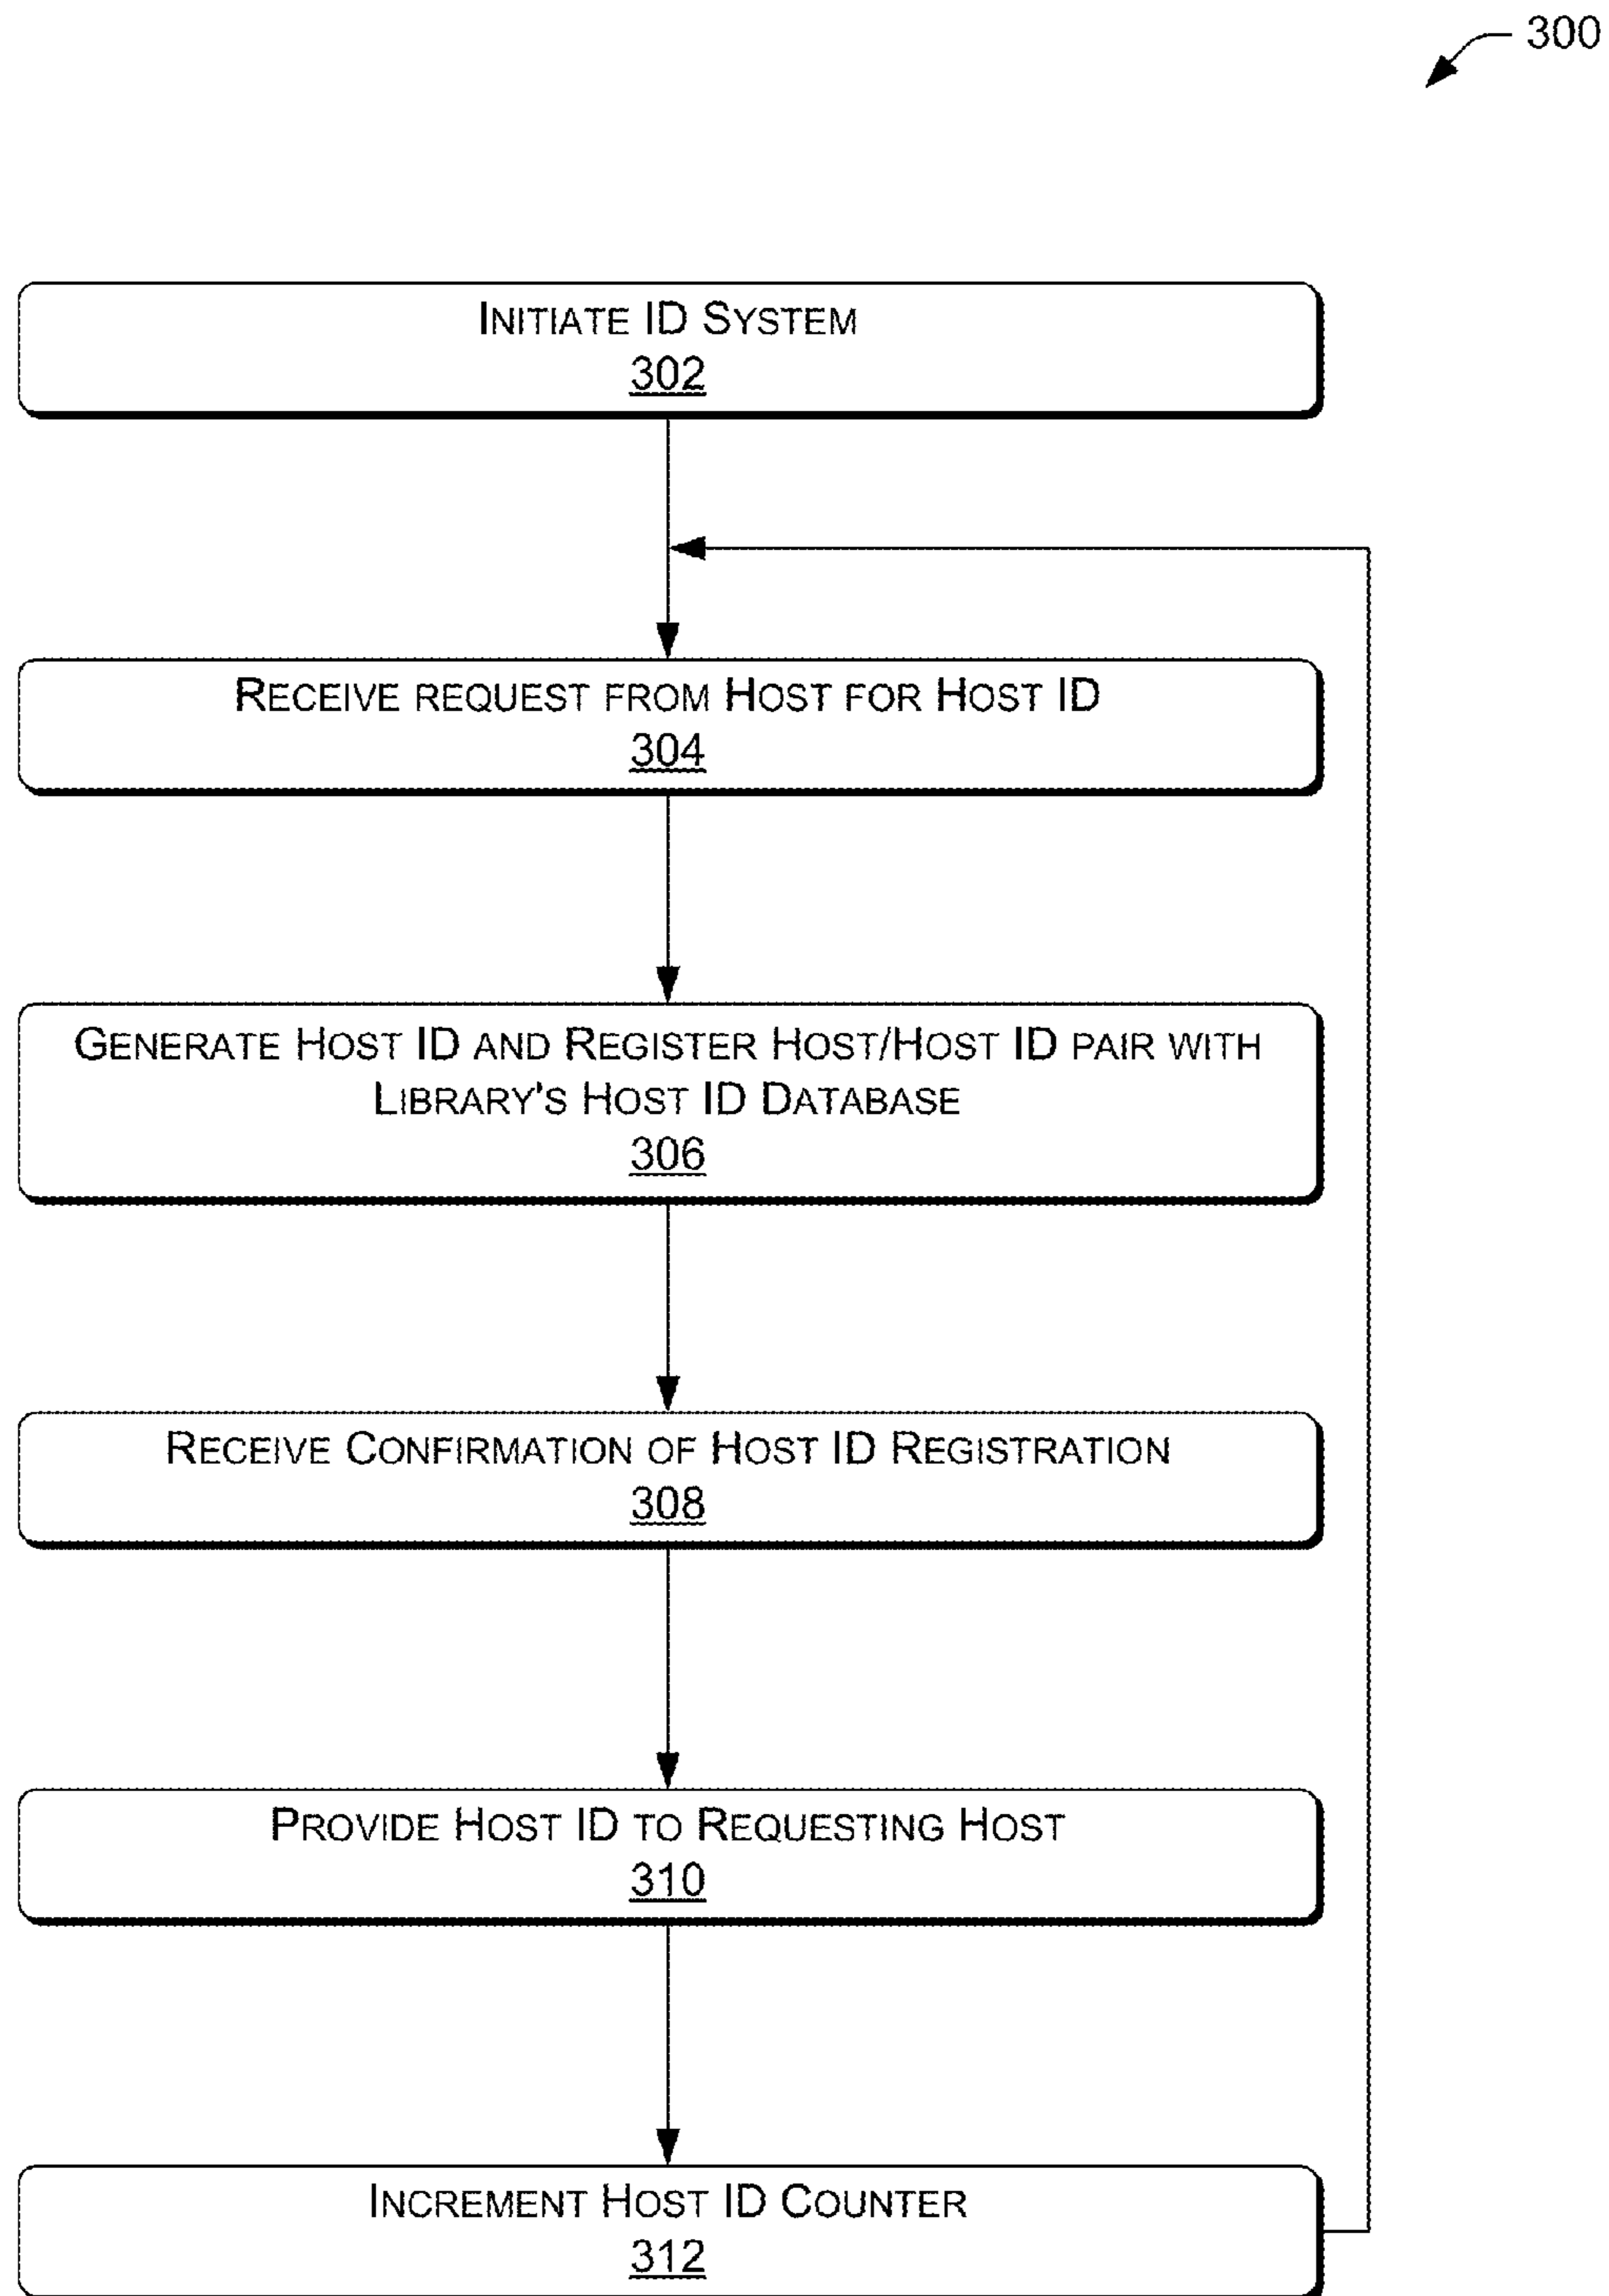 300
INITIATE ID SYSTEM
302
RECEIVE REQUEST FROM HOST FOR HOST ID
304
GENERATE HOST ID AND REGISTER HOST/HOST ID PAIR WITH
LIBRARY'S HOST ID DATABASE
306
RECEIVE CONFIRMATION OF HOST ID REGISTRATION
308
PROVIDE HOST ID TO REQUESTING HOST
310
INCREMENT HOST ID COUNTER
312